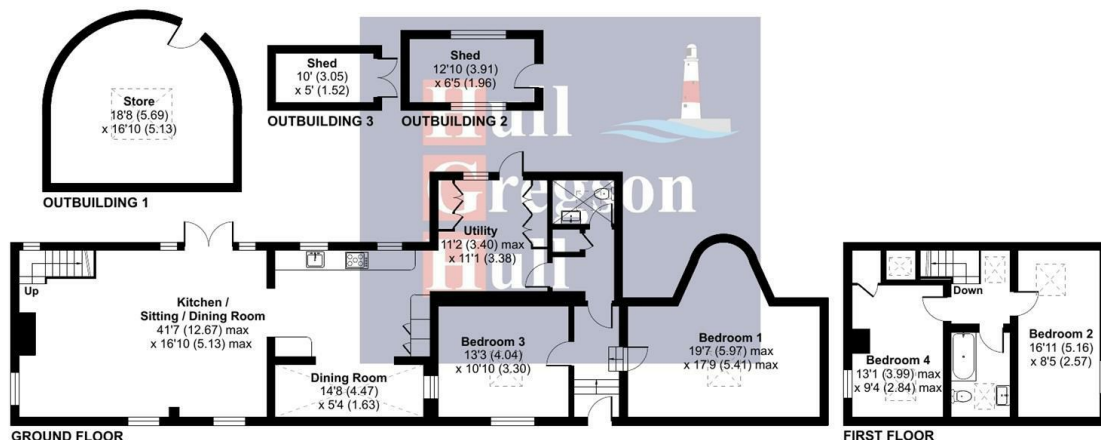 Store
18'8 (5.69)
x 16'10 (5.13)
OUTBUILDING 1
Shed
10' (3.05)
x 5' (1.52)
OUTBUILDING 3
Shed
12'10 (3.91)
x 6'5 (1.96)
OUTBUILDING 2
Hull
Gregson
Hull
Up
Kitchen /
Sitting / Dining Room
41'7 (12.67) max
x 16'10 (5.13) max
Utility
11'2 (3.40) max
x 11'1 (3.38)
Dining Room
14'8 (4.47)
x 5'4 (1.63)
Bedroom 3
13'3 (4.04)
x 10'10 (3.30)
Bedroom 1
19'7 (5.97) max
x 17'9 (5.41) max
GROUND FLOOR
Down
Bedroom 4
13'1 (3.99) max
x 9'4 (2.84) max
Bedroom 2
16'11 (5.16)
x 8'5 (2.57)
FIRST FLOOR